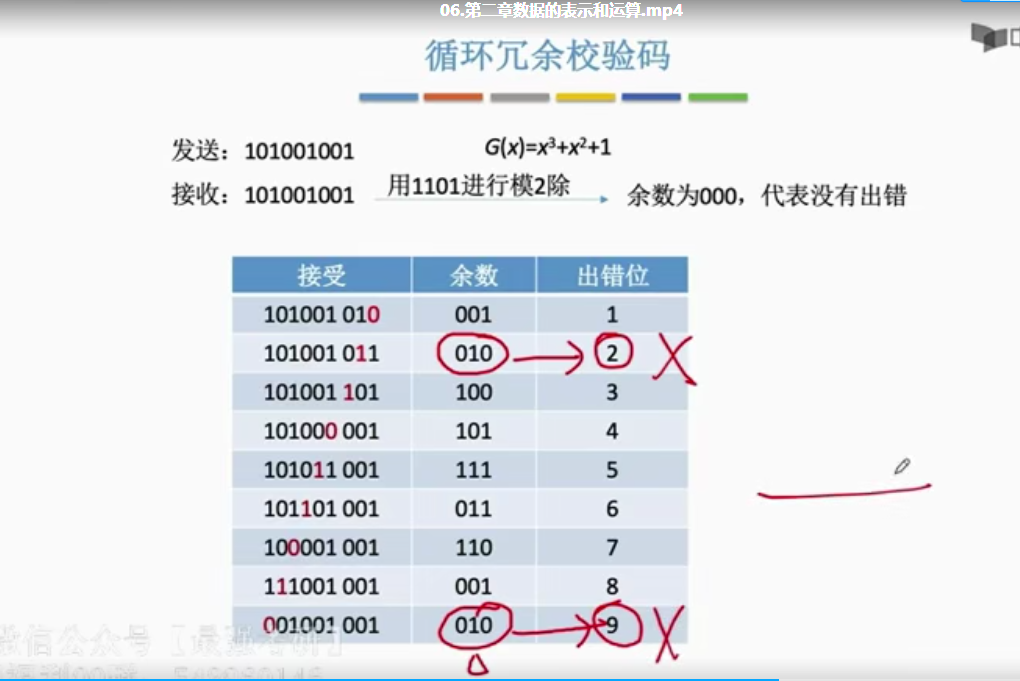 06.第二章数据的表示和运算.mp4
循环冗余校验码
发送：101001001 G(x)=x³+x²+1
接收：101001001 用1101进行模2除 余数为000，代表没有出错
接受 余数 出错位
101001 010 001 1
101001 011 010 2 X
101001 101 100 3
101000 001 101 4
101011 001 111 5
101101 001 011 6
100001 001 110 7
111001 001 001 8
001001 001 010 9 X
信公众号